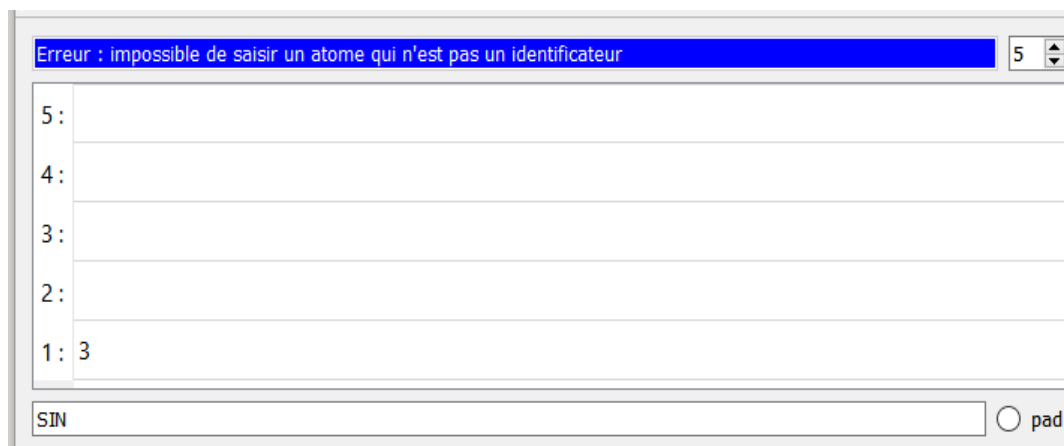 Erreur : impossible de saisir un atome qui n'est pas un identificateur 5
5 :
4 :
3 :
2 :
1 : 3
SIN pad